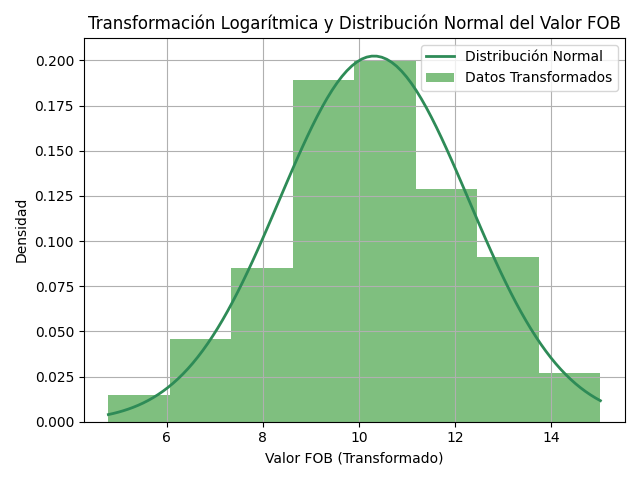 Transformación Logarítmica y Distribución Normal del Valor FOB
Distribución Normal
Datos Transformados
0.200
0.175
0.150
0.125
0.100
0.075
0.050
0.025
0.000
Densidad
6 8 10 12 14
Valor FOB (Transformado)